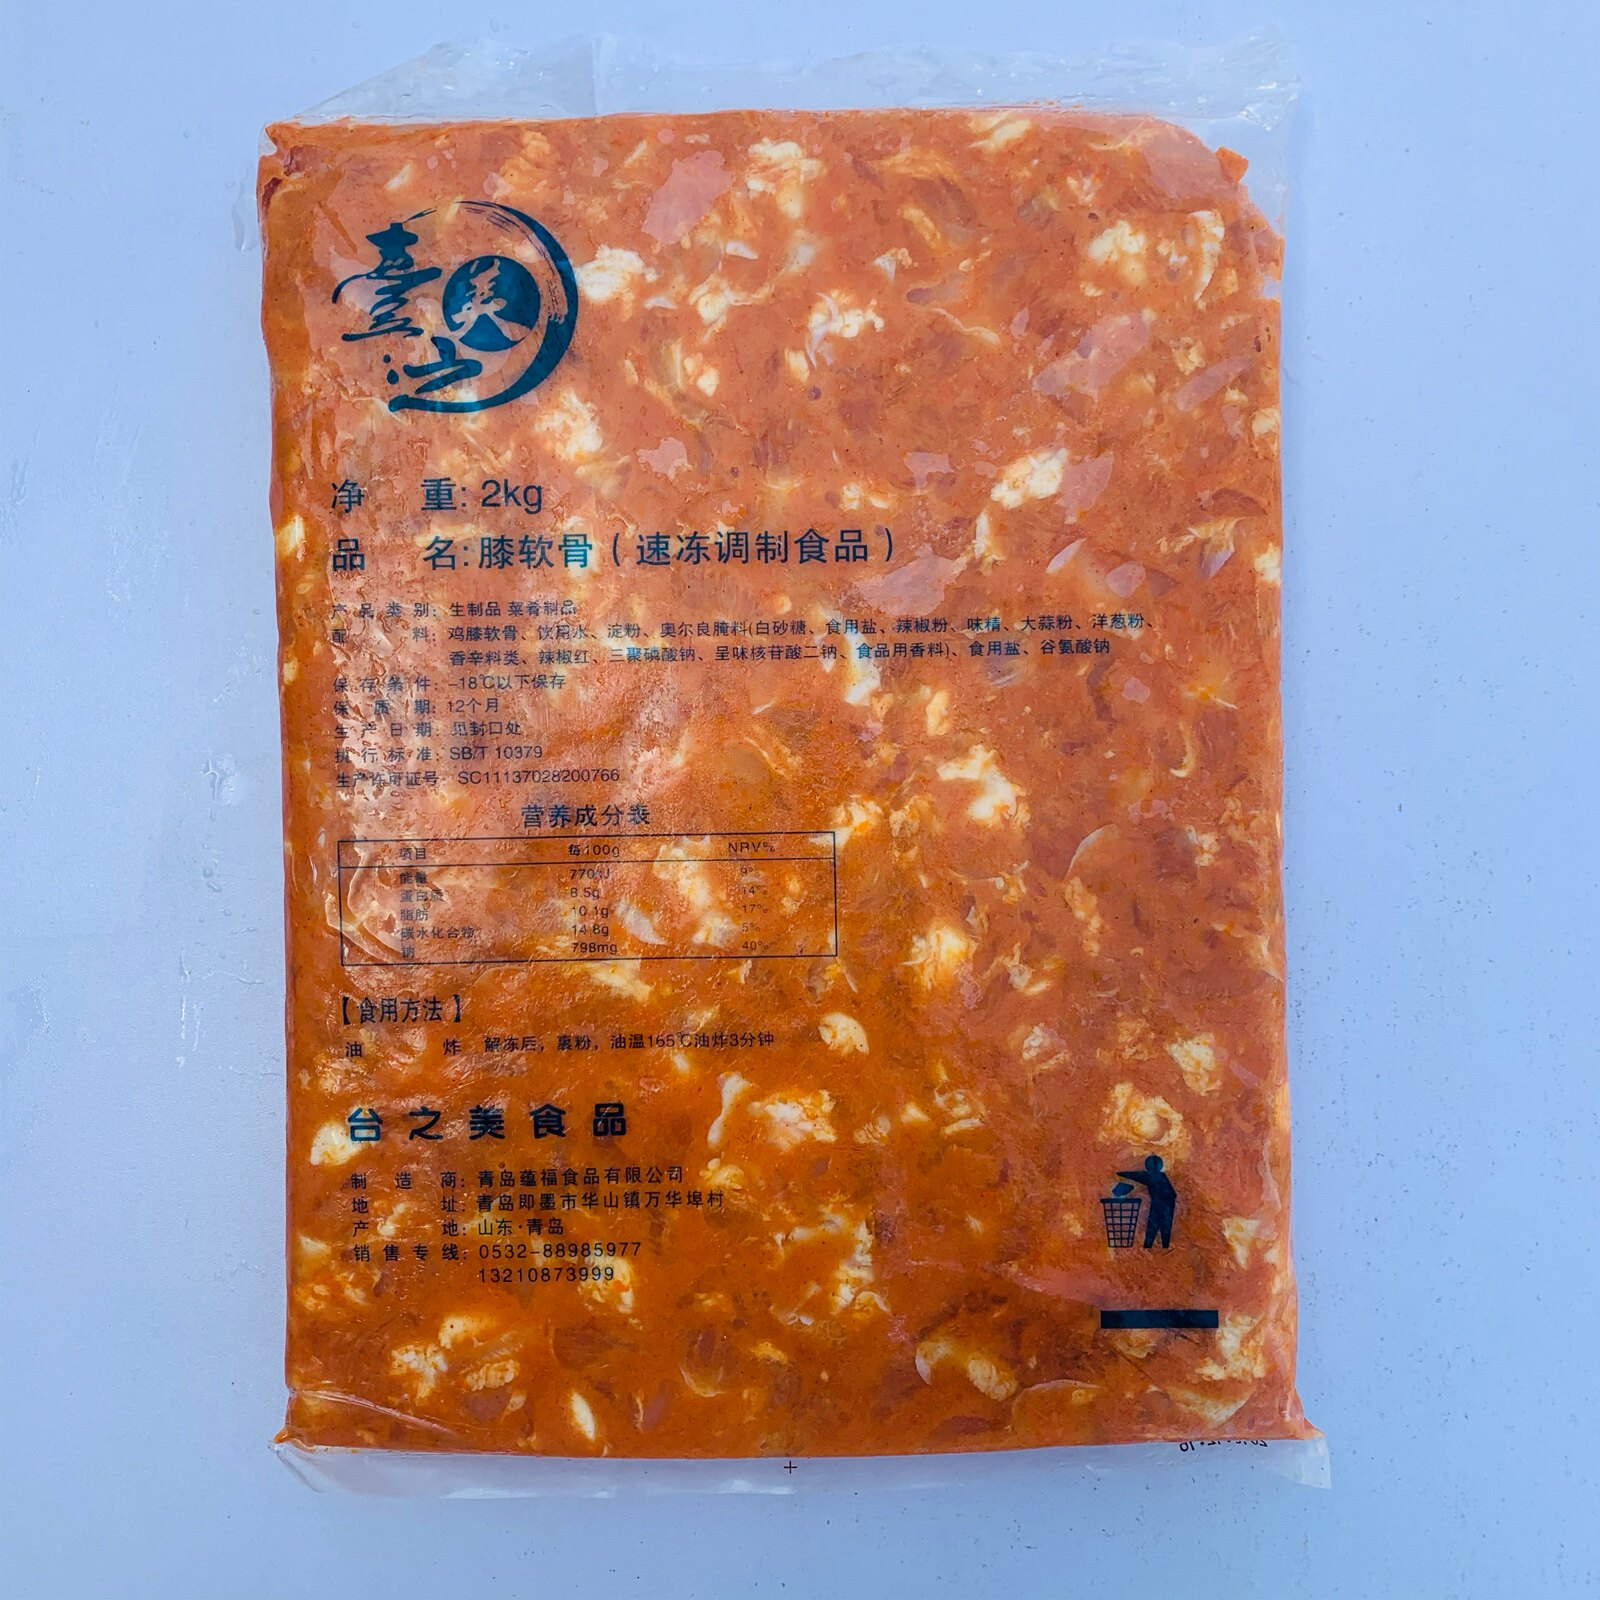 臺美之
净 重: 2kg
品 名: 膝软骨（速冻调制食品）
产品类别: 生制品 菜肴制品
配 料: 鸡膝软骨、饮用水、淀粉、奥尔良腌料(白砂糖、食用盐、辣椒粉、味精、大蒜粉、洋葱粉、
香辛料类、辣椒红、三聚磷酸钠、呈味核苷酸二钠、食品用香料)、食用盐、谷氨酸钠
保存条件: -18℃以下保存
保 质 期: 12个月
生产日期: 见封口处
执行标准: SB/T 10379
生产许可证号 SC11137028200766
营养成分表
项目 每100g NRV%
能量 770kJ 9%
蛋白质 8.5g 14%
脂肪 10.1g 17%
碳水化合物 14.8g 5%
钠 798mg 40%
【食用方法】
油 炸 解冻后，裹粉，油温165℃油炸3分钟
台之美食品
制 造 商: 青岛蕴福食品有限公司
地 址: 青岛即墨市华山镇万华埠村
产 地: 山东·青岛
销售专线: 0532-88985977
13210873999